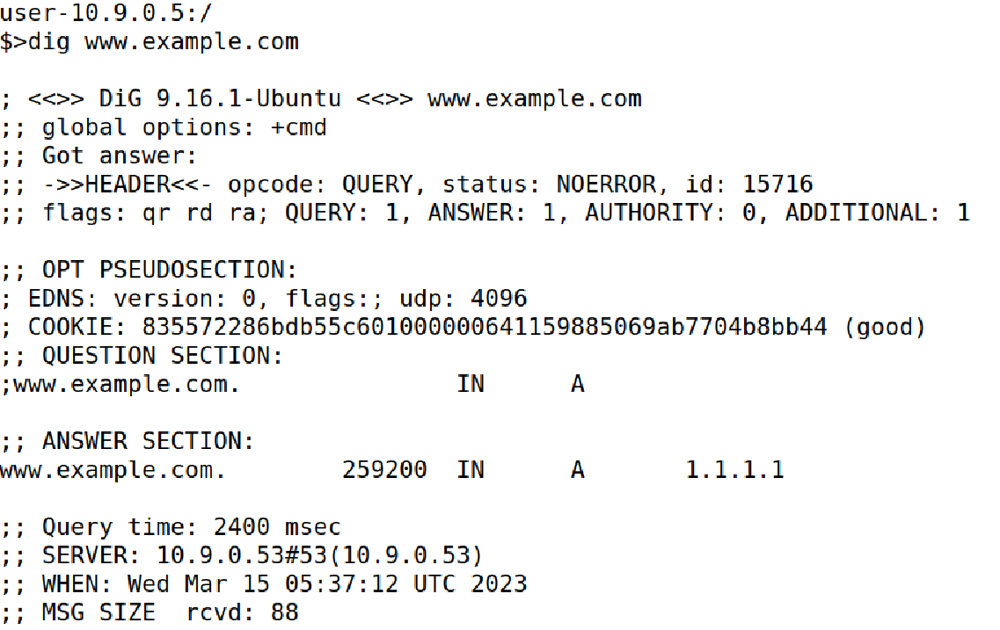 user-10.9.0.5:/
$>dig www.example.com
; <<>> DiG 9.16.1-Ubuntu <<>> www.example.com
;; global options: +cmd
;; Got answer:
;; ->>HEADER<<- opcode: QUERY, status: NOERROR, id: 15716
;; flags: qr rd ra; QUERY: 1, ANSWER: 1, AUTHORITY: 0, ADDITIONAL: 1
;; OPT PSEUDOSECTION:
; EDNS: version: 0, flags:; udp: 4096
; COOKIE: 835572286bdb55c601000000641159885069ab7704b8bb44 (good)
;; QUESTION SECTION:
;www.example.com. IN A
;; ANSWER SECTION:
www.example.com. 259200 IN A 1.1.1.1
;; Query time: 2400 msec
;; SERVER: 10.9.0.53#53(10.9.0.53)
;; WHEN: Wed Mar 15 05:37:12 UTC 2023
;; MSG SIZE rcvd: 88